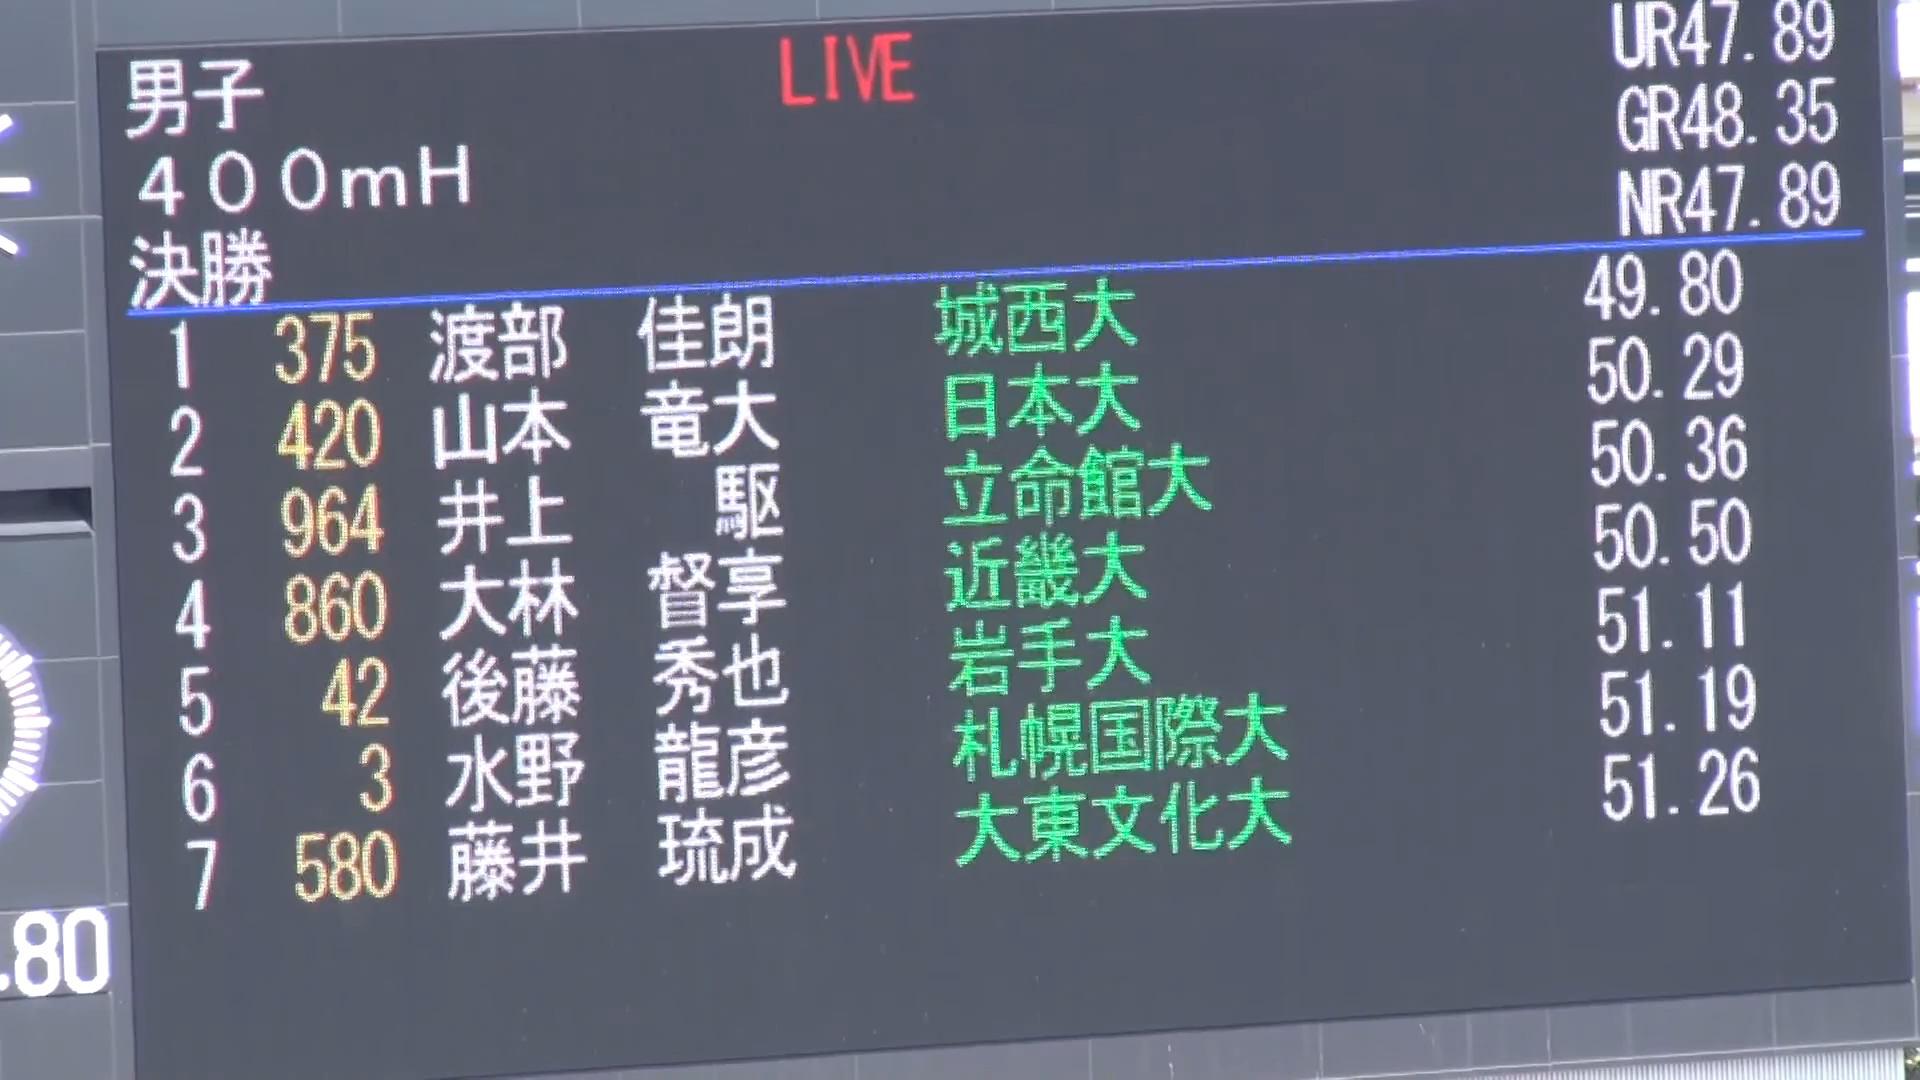 男子 LIVE UR47.89
400mH GR48.35
決勝 NR47.89
1 375 渡部 佳朗 城西大 49.80
2 420 山本 竜大 日本大 50.29
3 964 井上 駆 立命館大 50.36
4 860 大林 督享 近畿大 50.50
5 42 後藤 秀也 岩手大 51.11
6 3 水野 龍彦 札幌国際大 51.19
7 580 藤井 琉成 大東文化大 51.26
.80